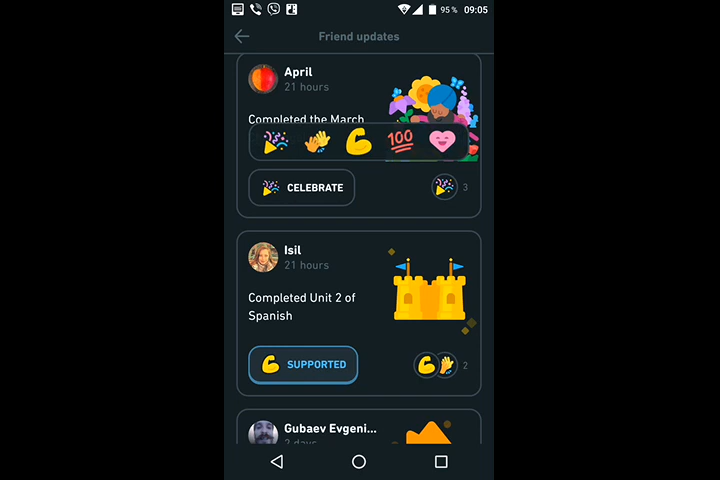 95 % 09:05
Friend updates
April
21 hours
Completed the March
100
CELEBRATE
3
Isil
21 hours
Completed Unit 2 of
Spanish
SUPPORTED
2
Gubaev Evgeni...
2 days